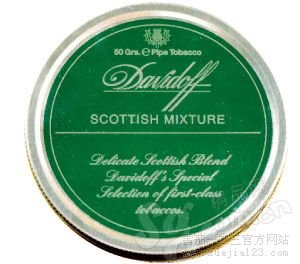 50 Grs. ℮ Pipe Tobacco
Davidoff
SCOTTISH MIXTURE
Delicate Scottish Blend
Davidoff's Special
Selection of first-class
tobaccos.